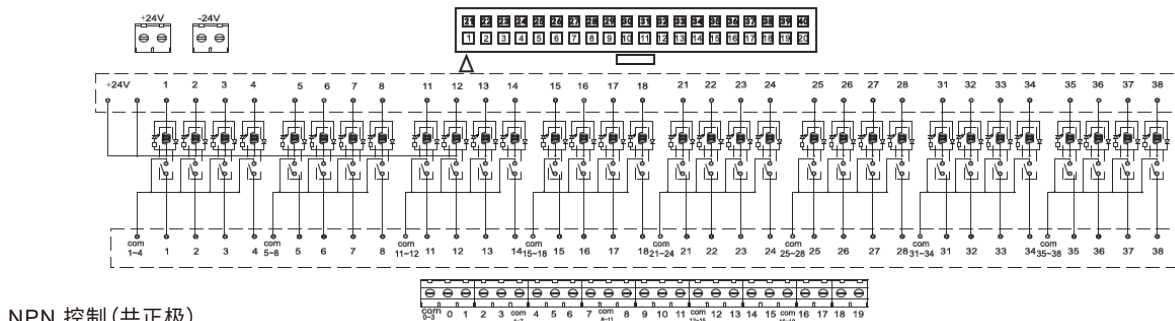 +24V -24V
21 22 23 24 25 26 27 28 29 30 31 32 33 34 35 36 37 38 39 40
1 2 3 4 5 6 7 8 9 10 11 12 13 14 15 16 17 18 19 20
+24V 1 2 3 4 5 6 7 8 11 12 13 14 15 16 17 18 21 22 23 24 25 26 27 28 31 32 33 34 35 36 37 38
com 1~4 1 2 3 4 com 5~8 5 6 7 8 com 11~12 11 12 13 14 com 15~18 15 16 17 18 com 21~24 21 22 23 24 com 25~28 25 26 27 28 com 31~34 31 32 33 34 com 35~38 35 36 37 38
com 0~3 0 1 2 3 com 4 5 6 7 com 8~11 8 9 10 11 com 12~15 12 13 14 15 com 16 17 18 19
NPN 控制(共正极)